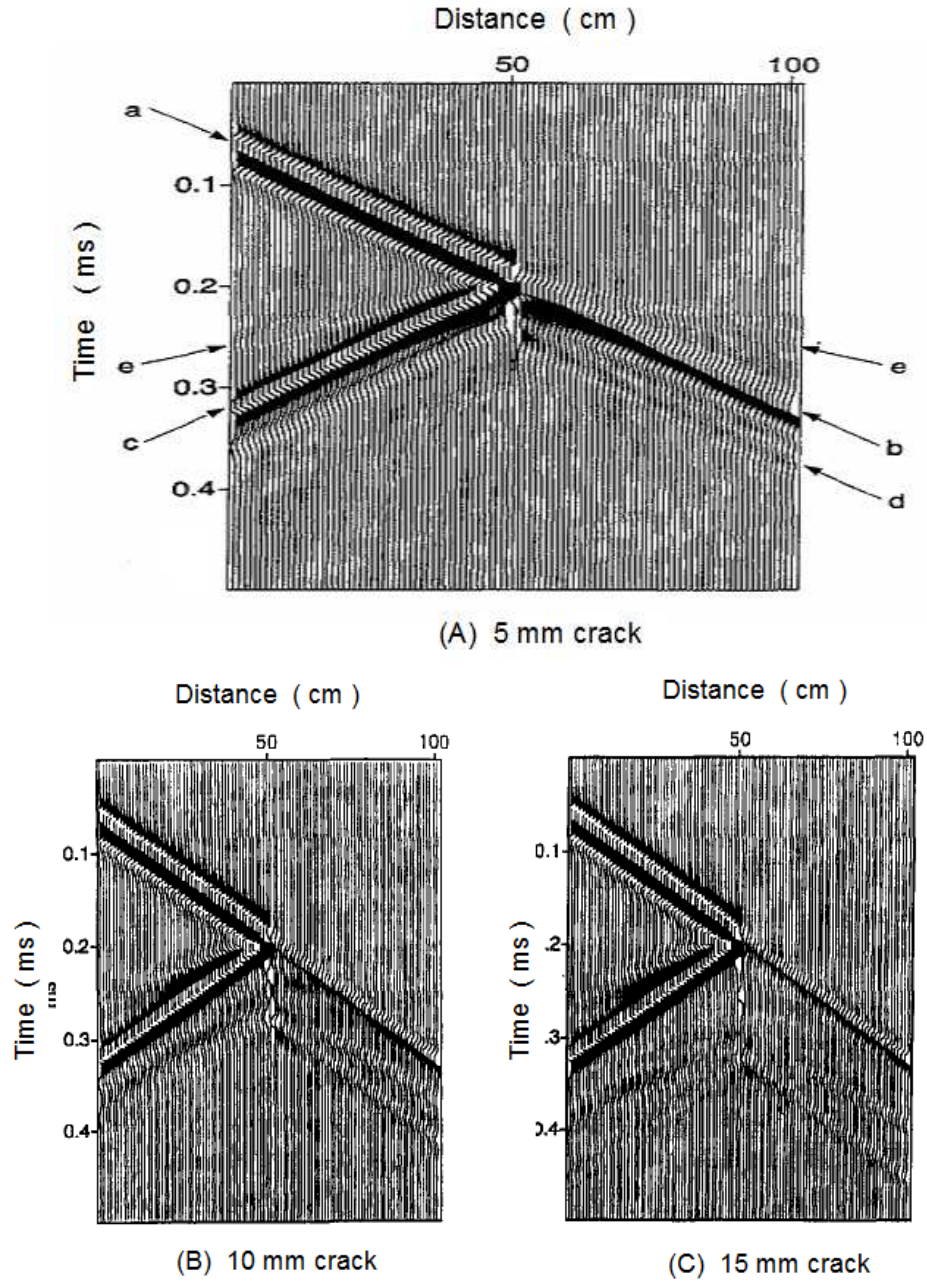 Distance ( cm )
50 100
a
0.1
0.2
Time ( ms )
e e
0.3
c b
0.4 d
(A) 5 mm crack
Distance ( cm ) Distance ( cm )
50 100 50 100
0.1 0.1
0.2 .2
Time ( ms ) Time ( ms )
ms
0.3 .3
0.4 0.4
(B) 10 mm crack (C) 15 mm crack